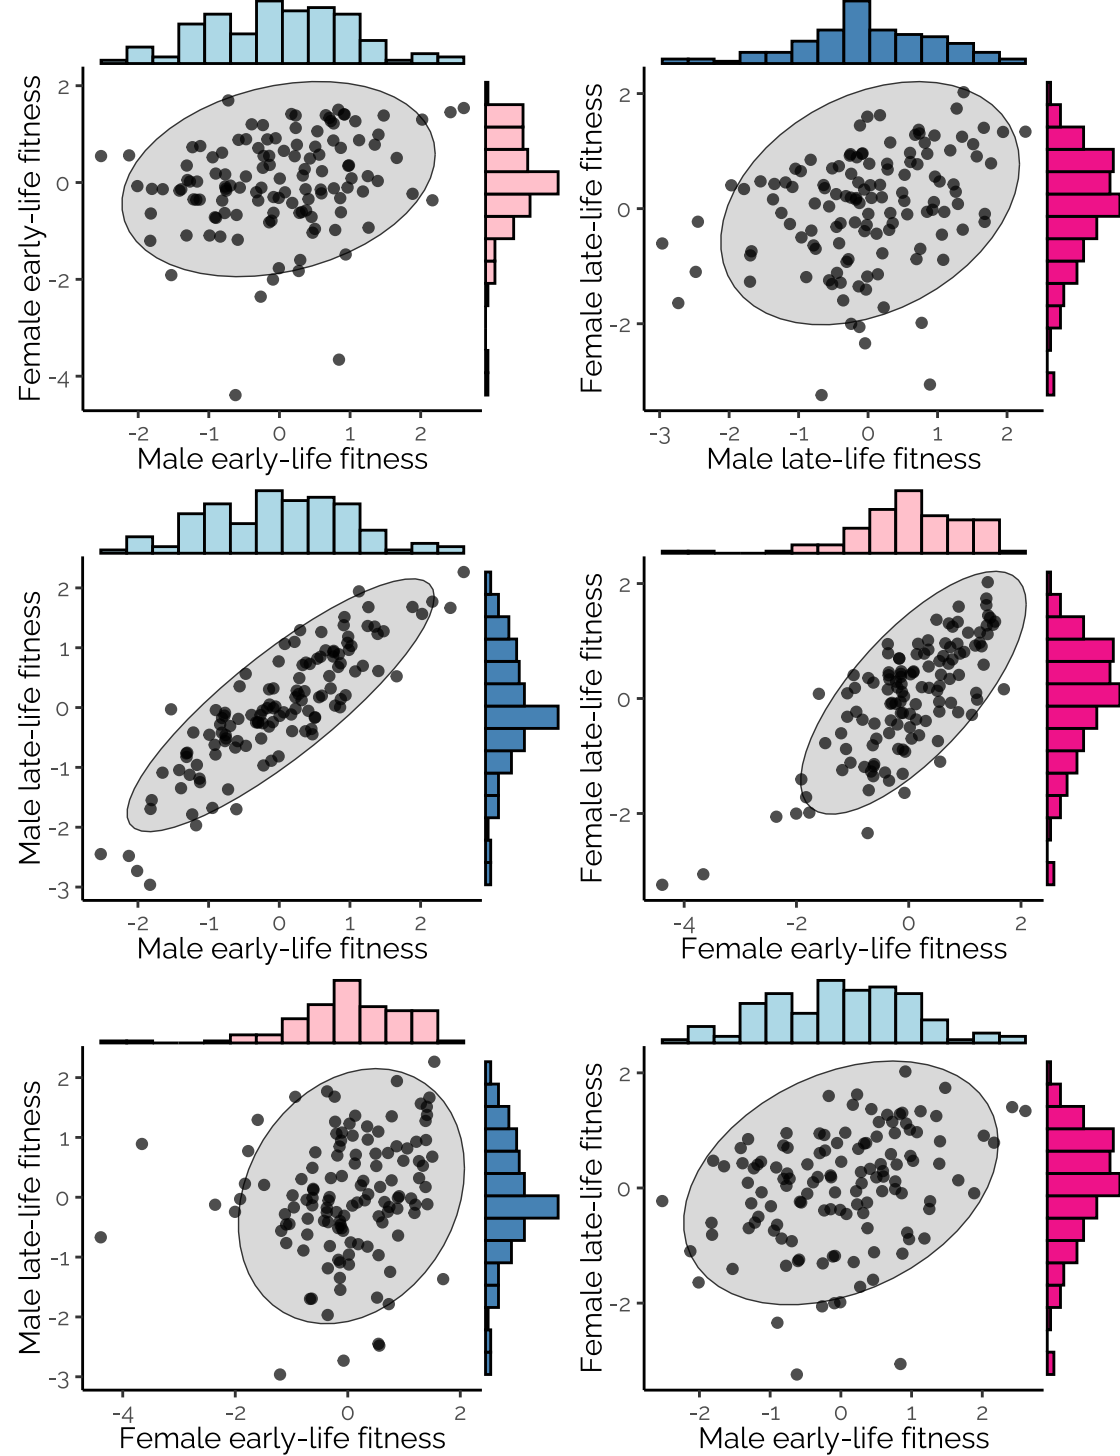 Female early-life fitness
2
0
-2
-4
-2 -1 0 1 2
Male early-life fitness
Female late-life fitness
2
0
-2
-3 -2 -1 0 1 2
Male late-life fitness
Male late-life fitness
2
1
0
-1
-2
-3
-2 -1 0 1 2
Male early-life fitness
Female late-life fitness
2
0
-2
-4 -2 0 2
Female early-life fitness
Male late-life fitness
2
1
0
-1
-2
-3
-4 -2 0 2
Female early-life fitness
Female late-life fitness
2
0
-2
-2 -1 0 1 2
Male early-life fitness